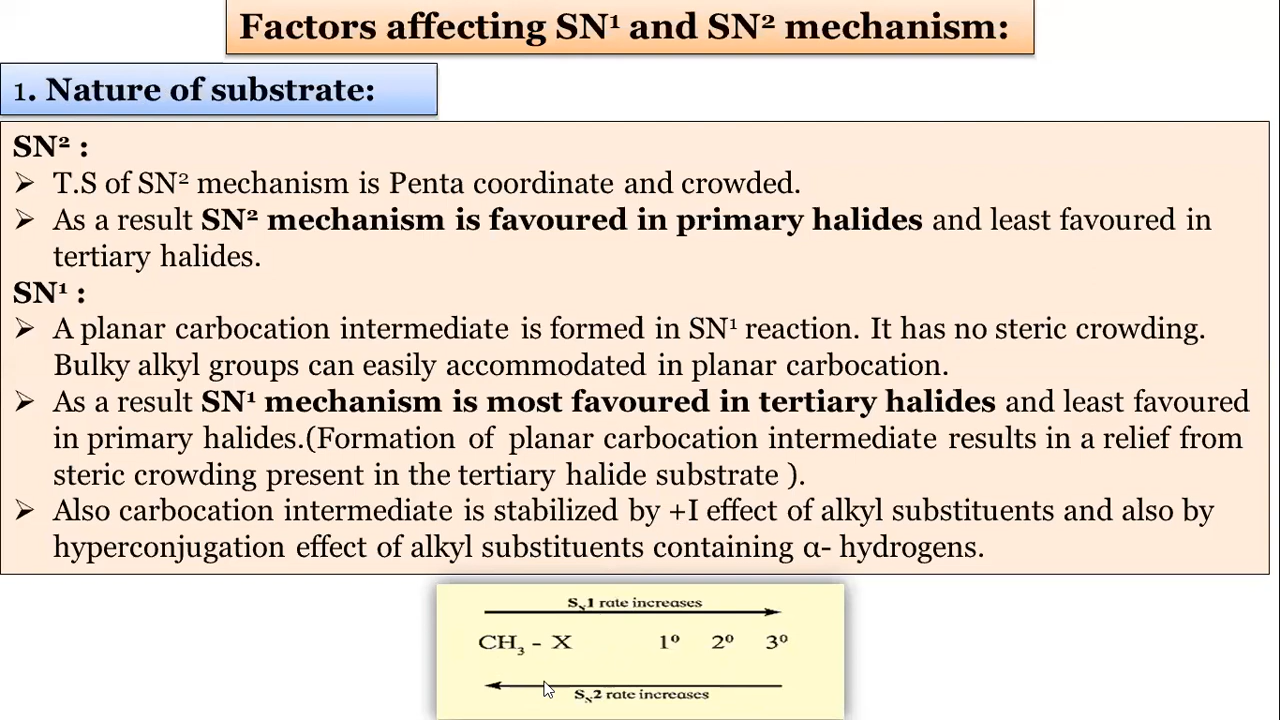 Factors affecting SN¹ and SN² mechanism:
1. Nature of substrate:
SN² :
➢ T.S of SN² mechanism is Penta coordinate and crowded.
➢ As a result SN² mechanism is favoured in primary halides and least favoured in
tertiary halides.
SN¹ :
➢ A planar carbocation intermediate is formed in SN¹ reaction. It has no steric crowding.
Bulky alkyl groups can easily accommodated in planar carbocation.
➢ As a result SN¹ mechanism is most favoured in tertiary halides and least favoured
in primary halides.(Formation of planar carbocation intermediate results in a relief from
steric crowding present in the tertiary halide substrate ).
➢ Also carbocation intermediate is stabilized by +I effect of alkyl substituents and also by
hyperconjugation effect of alkyl substituents containing α- hydrogens.
S_N1 rate increases
CH₃ - X 1º 2º 3º
S_N2 rate increases